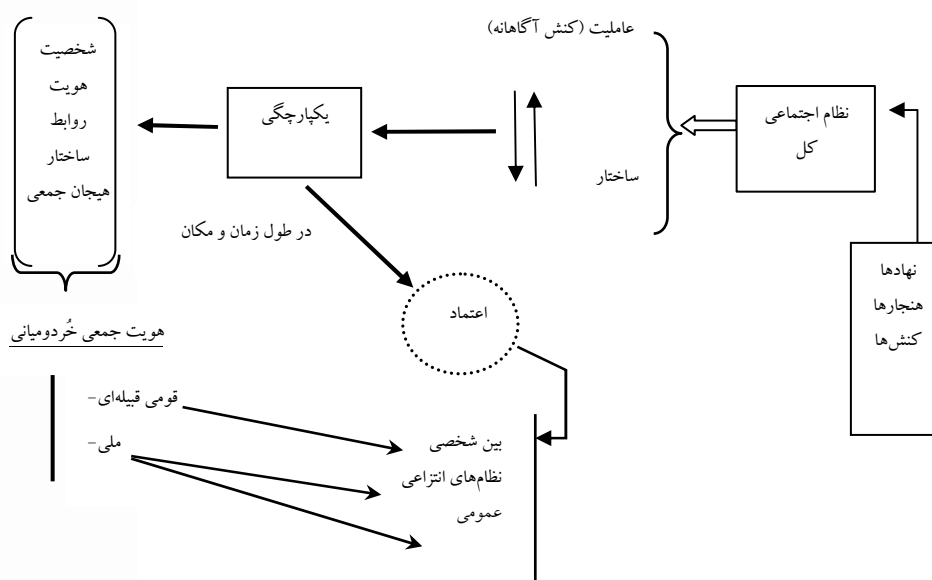 نهادها
هنجارها
کنش‌ها
نظام اجتماعی
کل
عاملیت (کنش آگاهانه)
ساختار
یکپارچگی
شخصیت
هویت
روابط
ساختار
هیجان جمعی
در طول زمان و مکان
اعتماد
هویت جمعی خُردومیانی
قومی قبیله‌ای-
ملی-
بین شخصی
نظام‌های انتزاعی
عمومی